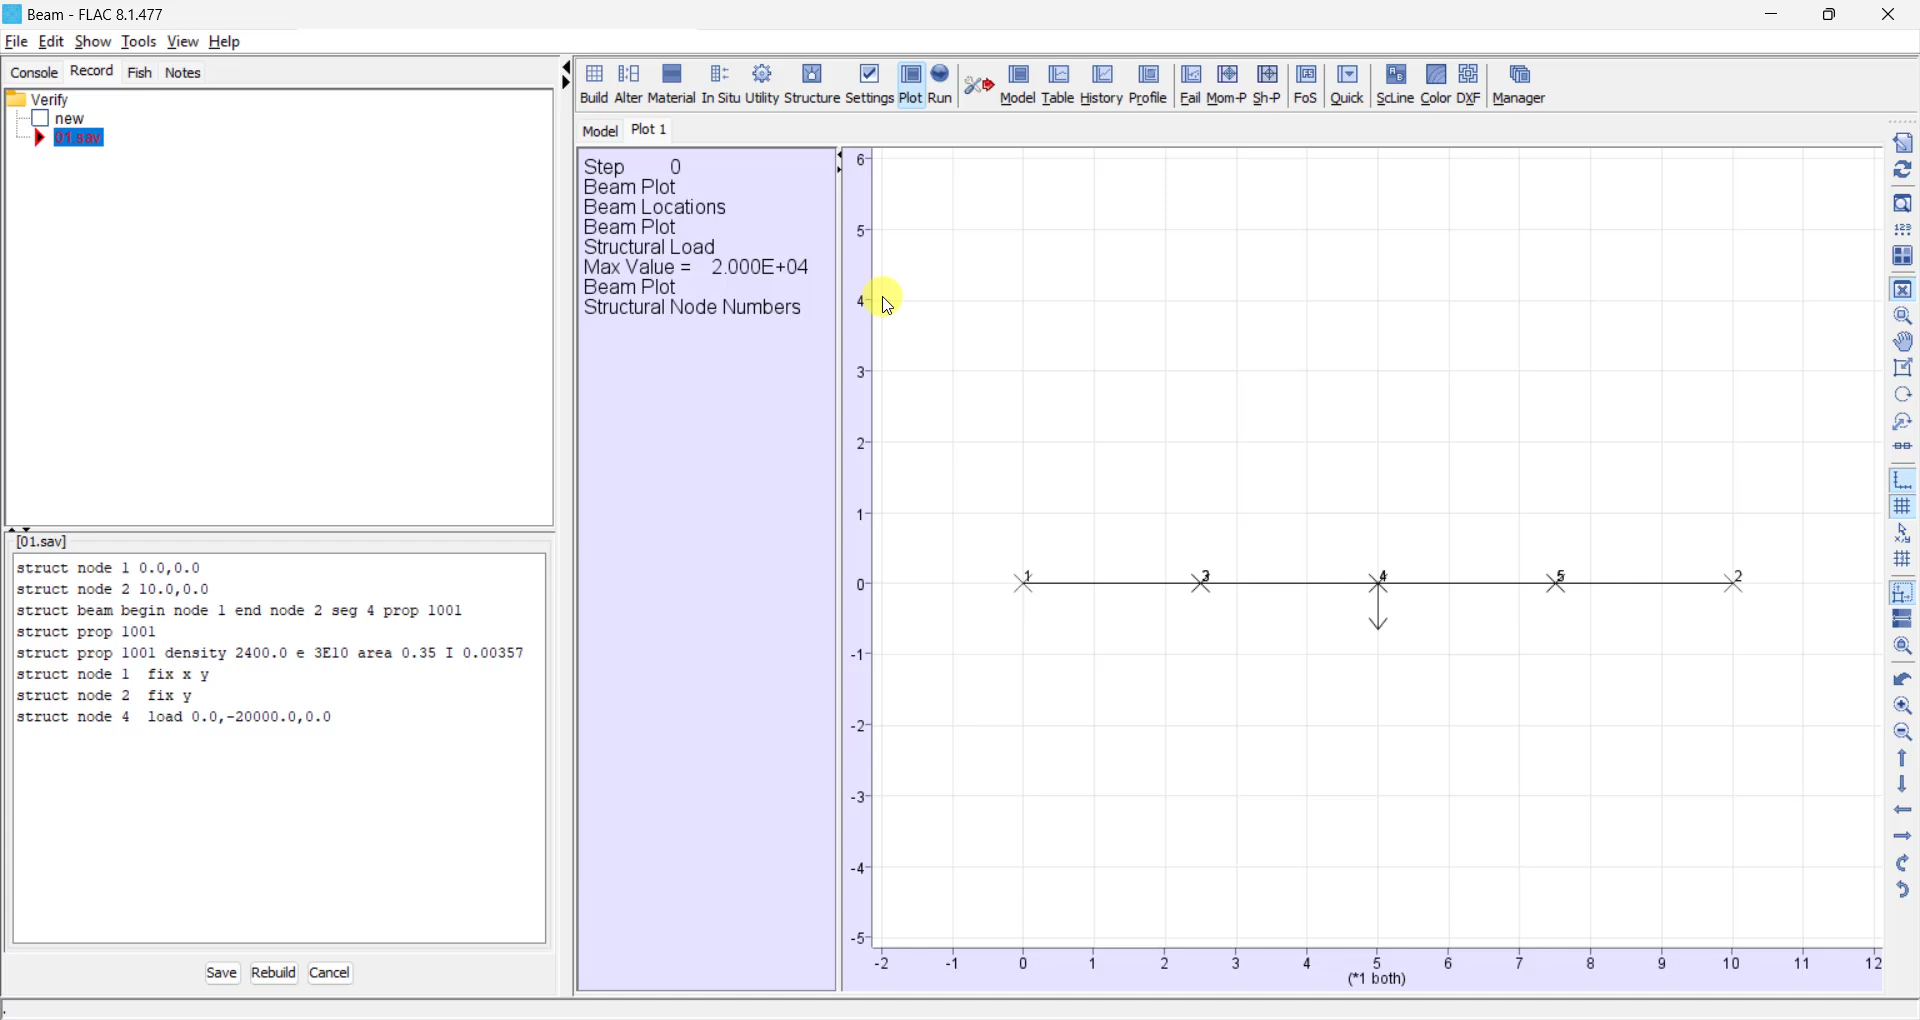 Beam - FLAC 8.1.477
File Edit Show Tools View Help
Console Record Fish Notes
Verify
new
01.sav
[01.sav]
struct node 1 0.0,0.0
struct node 2 10.0,0.0
struct beam begin node 1 end node 2 seg 4 prop 1001
struct prop 1001
struct prop 1001 density 2400.0 e 3E10 area 0.35 I 0.00357
struct node 1 fix x y
struct node 2 fix y
struct node 4 load 0.0,-20000.0,0.0
Save Rebuild Cancel
Build Alter Material In Situ Utility Structure Settings Plot Run Model Table History Profile Fail Mom-P Sh-P FoS Quick ScLine Color DXF Manager
Model Plot 1
Step 0
Beam Plot
Beam Locations
Beam Plot
Structural Load
Max Value = 2.000E+04
Beam Plot
Structural Node Numbers
6
5
4
3
2
1
0
-1
-2
-3
-4
-5
1 3 4 5 2
-2 -1 0 1 2 3 4 5 6 7 8 9 10 11 12
(*1 both)
123